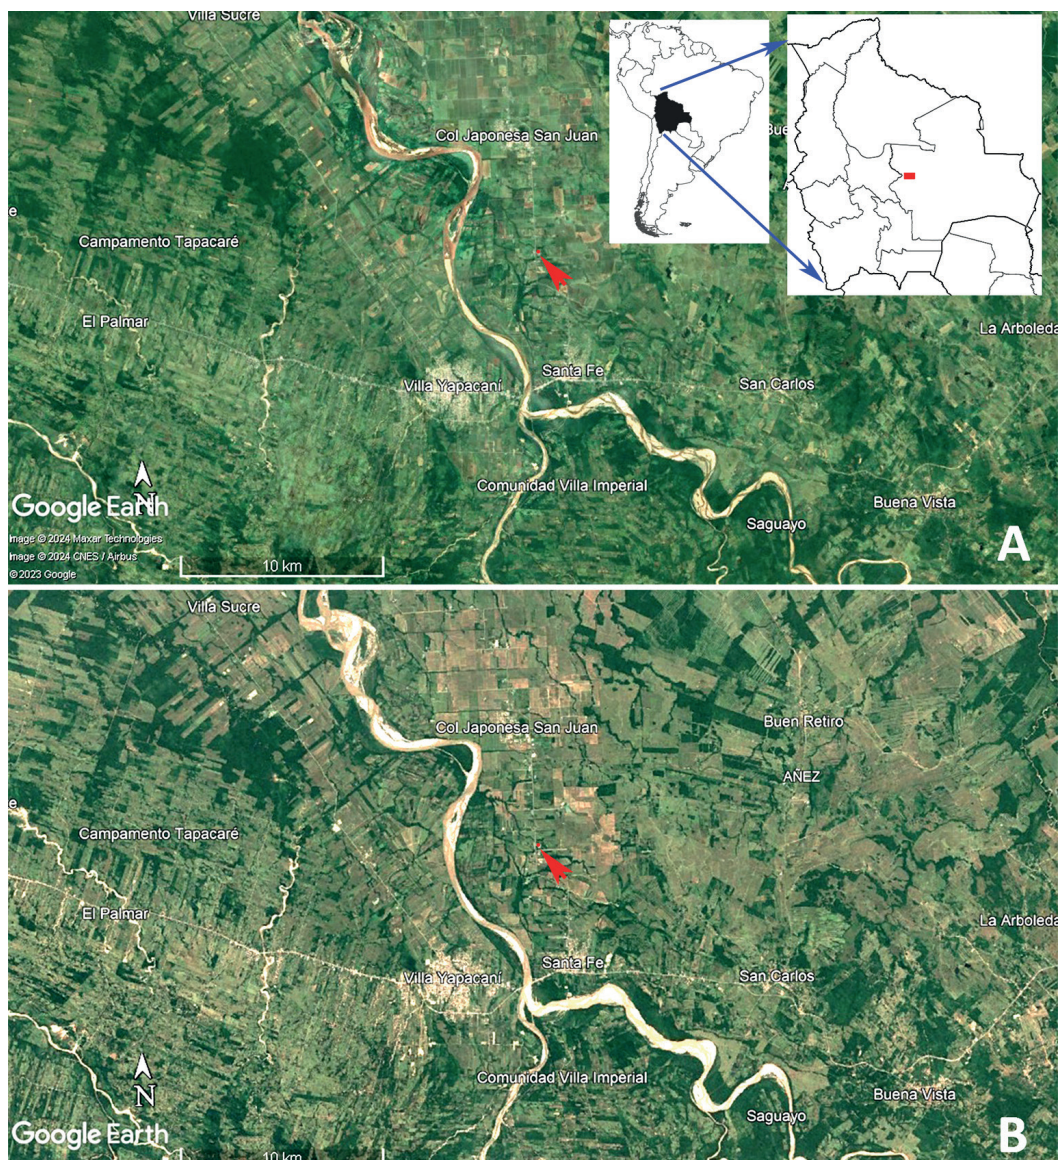 Villa Sucre
Col Japonesa San Juan
Bue
e
Campamento Tapacaré
El Palmar
La Arboleda
Santa Fe
Villa Yapacaní
San Carlos
Comunidad Villa Imperial
Buena Vista
Saguayo
N
Google Earth
A
Image © 2024 Maxar Technologies
Image © 2024 CNES / Airbus
© 2023 Google
10 km
Villa Sucre
Col Japonesa San Juan
Buen Retiro
AÑEZ
e
Campamento Tapacaré
El Palmar
La Arboleda
Santa Fe
Villa Yapacaní
San Carlos
Comunidad Villa Imperial
Buena Vista
Saguayo
N
Google Earth
B
10 km